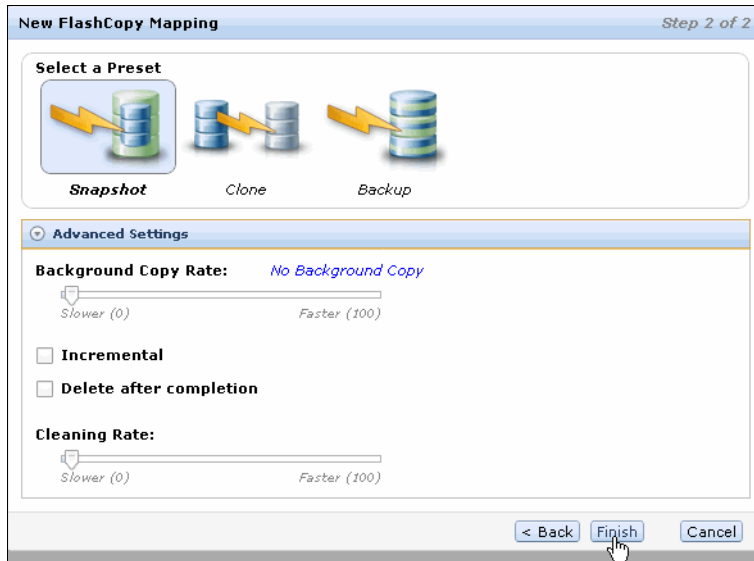 New FlashCopy Mapping Step 2 of 2
Select a Preset
Snapshot Clone Backup
Advanced Settings
Background Copy Rate: No Background Copy
Slower (0) Faster (100)
Incremental
Delete after completion
Cleaning Rate:
Slower (0) Faster (100)
< Back Finish Cancel